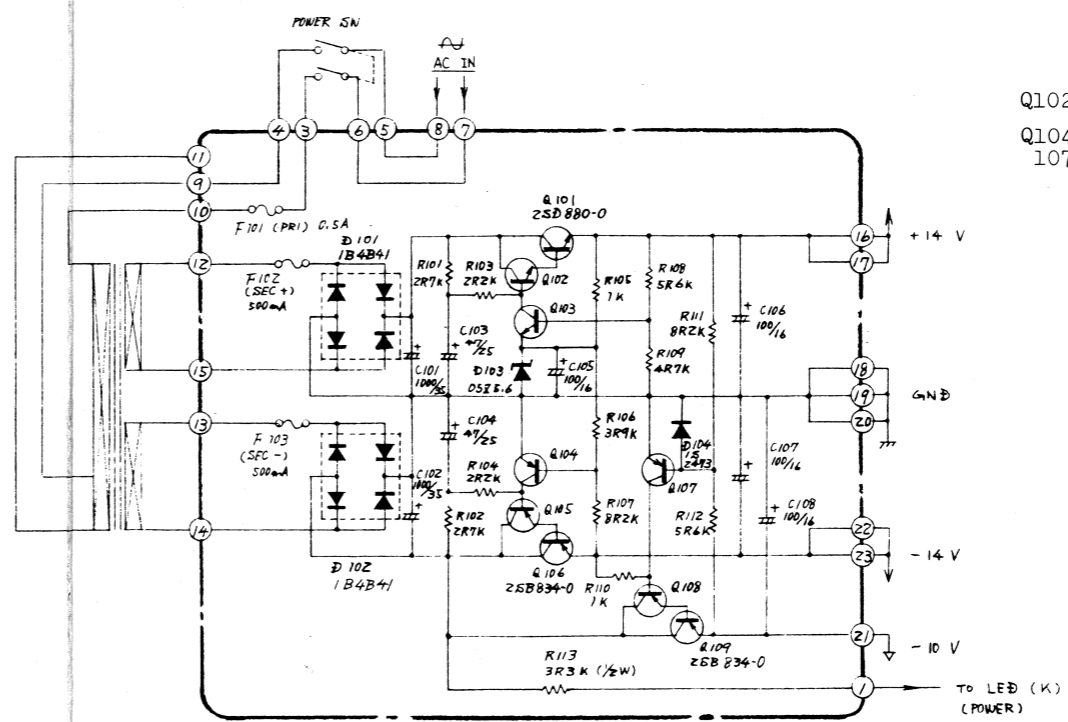 POWER SW
AC IN
4 3 6 5 8 7
Q102
Q104
107
11
9
10
F101 (PRI) 0.5A
Q101
2SD880-0
16
+14 V
17
12
F102
(SEC+)
500mA
D101
1B4B41
R101
2R7K
R103
2R2K
Q102
R105
1K
R108
5R6K
Q103
R111
8R2K
C106
100/16
15
C101
1000/35
C103
47/25
D103
05Z5.6
C105
100/16
R109
4R7K
18
19
GND
20
13
F103
(SEC-)
500mA
C102
1000/35
C104
47/25
R104
2R2K
Q104
R106
3R9K
D104
1S
2473
C107
100/16
Q107
14
R102
2R7K
Q105
R107
8R2K
R112
5R6K
C108
100/16
22
23
-14 V
D102
1B4B41
Q106
2SB834-0
R110
1K
Q108
Q109
2SB834-0
21
-10 V
R113
3R3K (1/2W)
1
TO LED (K)
(POWER)